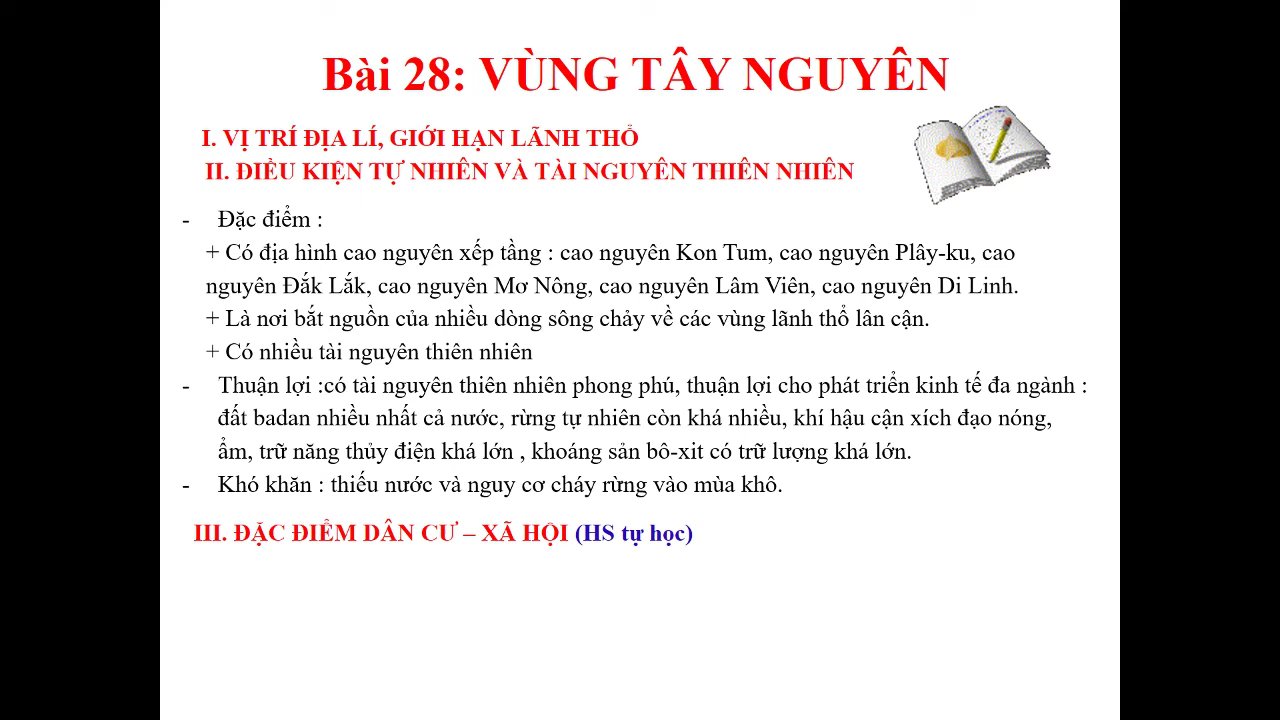 Bài 28: VÙNG TÂY NGUYÊN
I. VỊ TRÍ ĐỊA LÍ, GIỚI HẠN LÃNH THỔ
II. ĐIỀU KIỆN TỰ NHIÊN VÀ TÀI NGUYÊN THIÊN NHIÊN
- Đặc điểm :
+ Có địa hình cao nguyên xếp tầng : cao nguyên Kon Tum, cao nguyên Plây-ku, cao
nguyên Đắk Lắk, cao nguyên Mơ Nông, cao nguyên Lâm Viên, cao nguyên Di Linh.
+ Là nơi bắt nguồn của nhiều dòng sông chảy về các vùng lãnh thổ lân cận.
+ Có nhiều tài nguyên thiên nhiên
- Thuận lợi :có tài nguyên thiên nhiên phong phú, thuận lợi cho phát triển kinh tế đa ngành :
đất badan nhiều nhất cả nước, rừng tự nhiên còn khá nhiều, khí hậu cận xích đạo nóng,
ẩm, trữ năng thủy điện khá lớn , khoáng sản bô-xit có trữ lượng khá lớn.
- Khó khăn : thiếu nước và nguy cơ cháy rừng vào mùa khô.
III. ĐẶC ĐIỂM DÂN CƯ – XÃ HỘI (HS tự học)